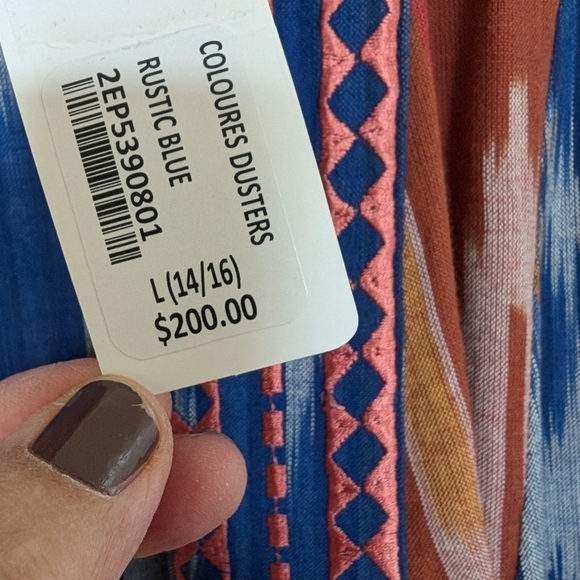 COLOURES DUSTERS
RUSTIC BLUE
2EP5390801
L (14/16)
$200.00